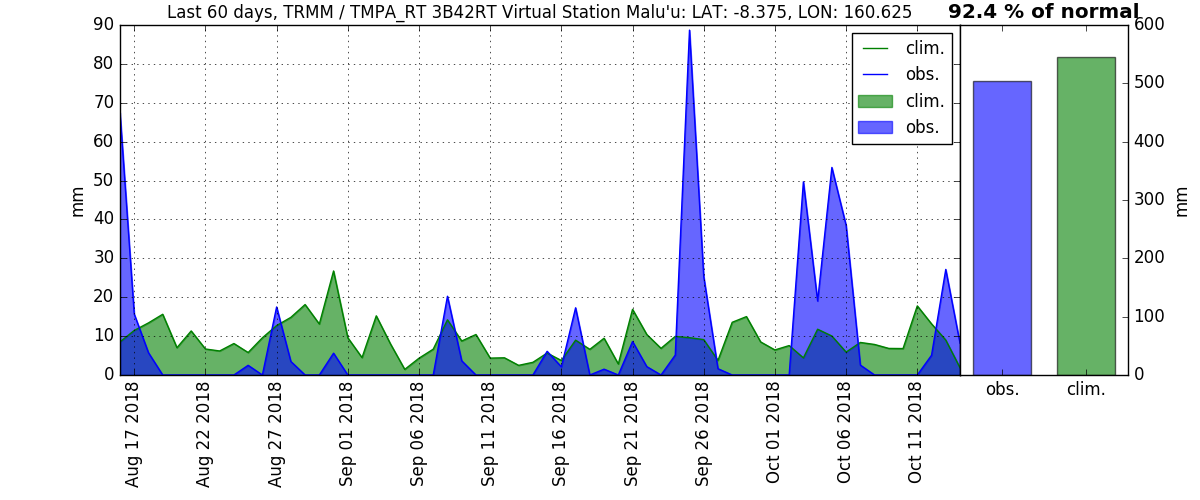 Last 60 days, TRMM / TMPA_RT 3B42RT Virtual Station Malu'u: LAT: -8.375, LON: 160.625
92.4 % of normal
90
80
70
60
50
40
30
20
10
0
mm
clim.
obs.
clim.
obs.
Aug 17 2018
Aug 22 2018
Aug 27 2018
Sep 01 2018
Sep 06 2018
Sep 11 2018
Sep 16 2018
Sep 21 2018
Sep 26 2018
Oct 01 2018
Oct 06 2018
Oct 11 2018
600
500
400
300
200
100
0
mm
obs.
clim.